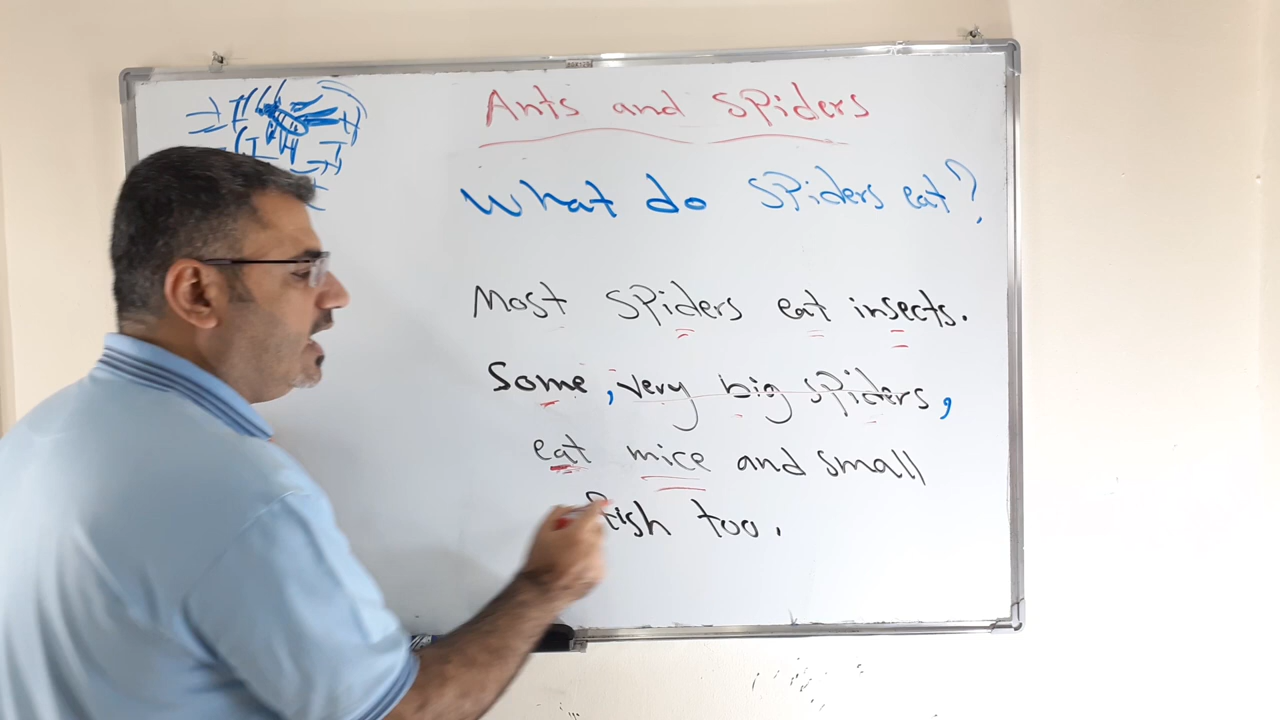 Ants and Spiders
What do spiders eat?
Most spiders eat insects.
Some, very big spiders,
eat mice and small
fish too.